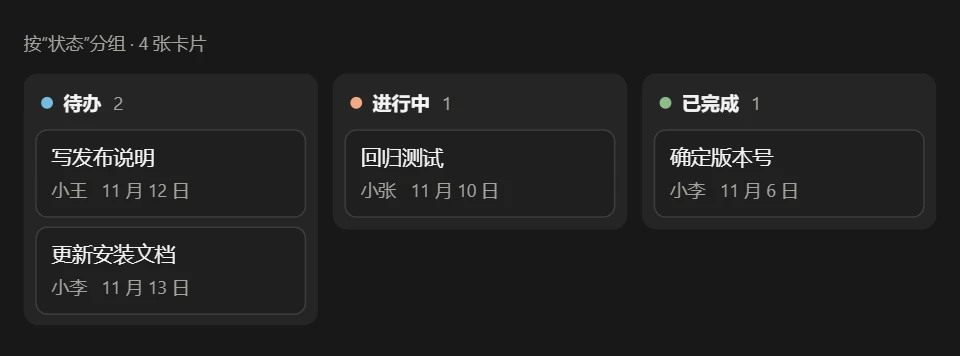 按“状态”分组 · 4 张卡片
待办 2
写发布说明
小王 11 月 12 日
更新安装文档
小李 11 月 13 日
进行中 1
回归测试
小张 11 月 10 日
已完成 1
确定版本号
小李 11 月 6 日